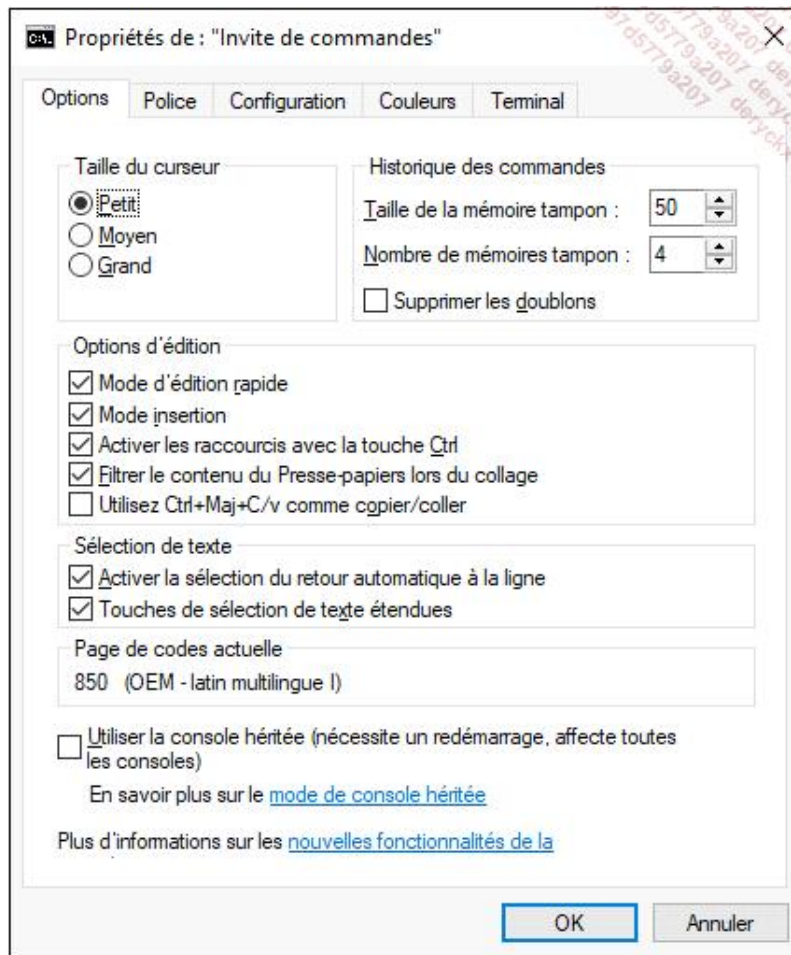 Propriétés de : "Invite de commandes"
Options Police Configuration Couleurs Terminal
Taille du curseur
Petit
Moyen
Grand
Historique des commandes
Taille de la mémoire tampon : 50
Nombre de mémoires tampon : 4
Supprimer les doublons
Options d'édition
Mode d'édition rapide
Mode insertion
Activer les raccourcis avec la touche Ctrl
Filtrer le contenu du Presse-papiers lors du collage
Utilisez Ctrl+Maj+C/v comme copier/coller
Sélection de texte
Activer la sélection du retour automatique à la ligne
Touches de sélection de texte étendues
Page de codes actuelle
850 (OEM - latin multilingue I)
Utiliser la console héritée (nécessite un redémarrage, affecte toutes
les consoles)
En savoir plus sur le mode de console héritée
Plus d'informations sur les nouvelles fonctionnalités de la
OK Annuler